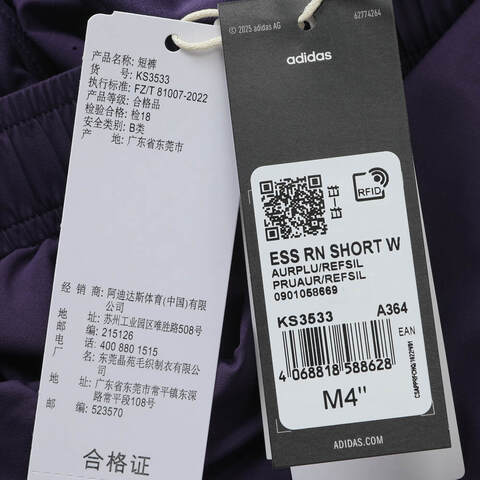 产品名称: 短裤
货 号: KS3533
执行标准: FZ/T 81007-2022
产品等级: 合格品
检验合格: 检18
安全类别: B类
产 地: 广东省东莞市
经 销 商: 阿迪达斯体育(中国)有限
公司
地 址: 苏州工业园区唯胜路508号
邮 编: 215126
电 话: 400 880 1515
厂 名: 东莞晶苑毛织制衣有限公
司
厂 址: 广东省东莞市常平镇东深
路常平段108号
邮 编: 523570
合格证
© 2025 adidas AG
62774264
adidas
RFID
ESS RN SHORT W
AURPLU/REFSIL
PRUAUR/REFSIL
0901058669
KS3533 A364
EAN
4 068818 588628
M4"
ADIDAS.COM